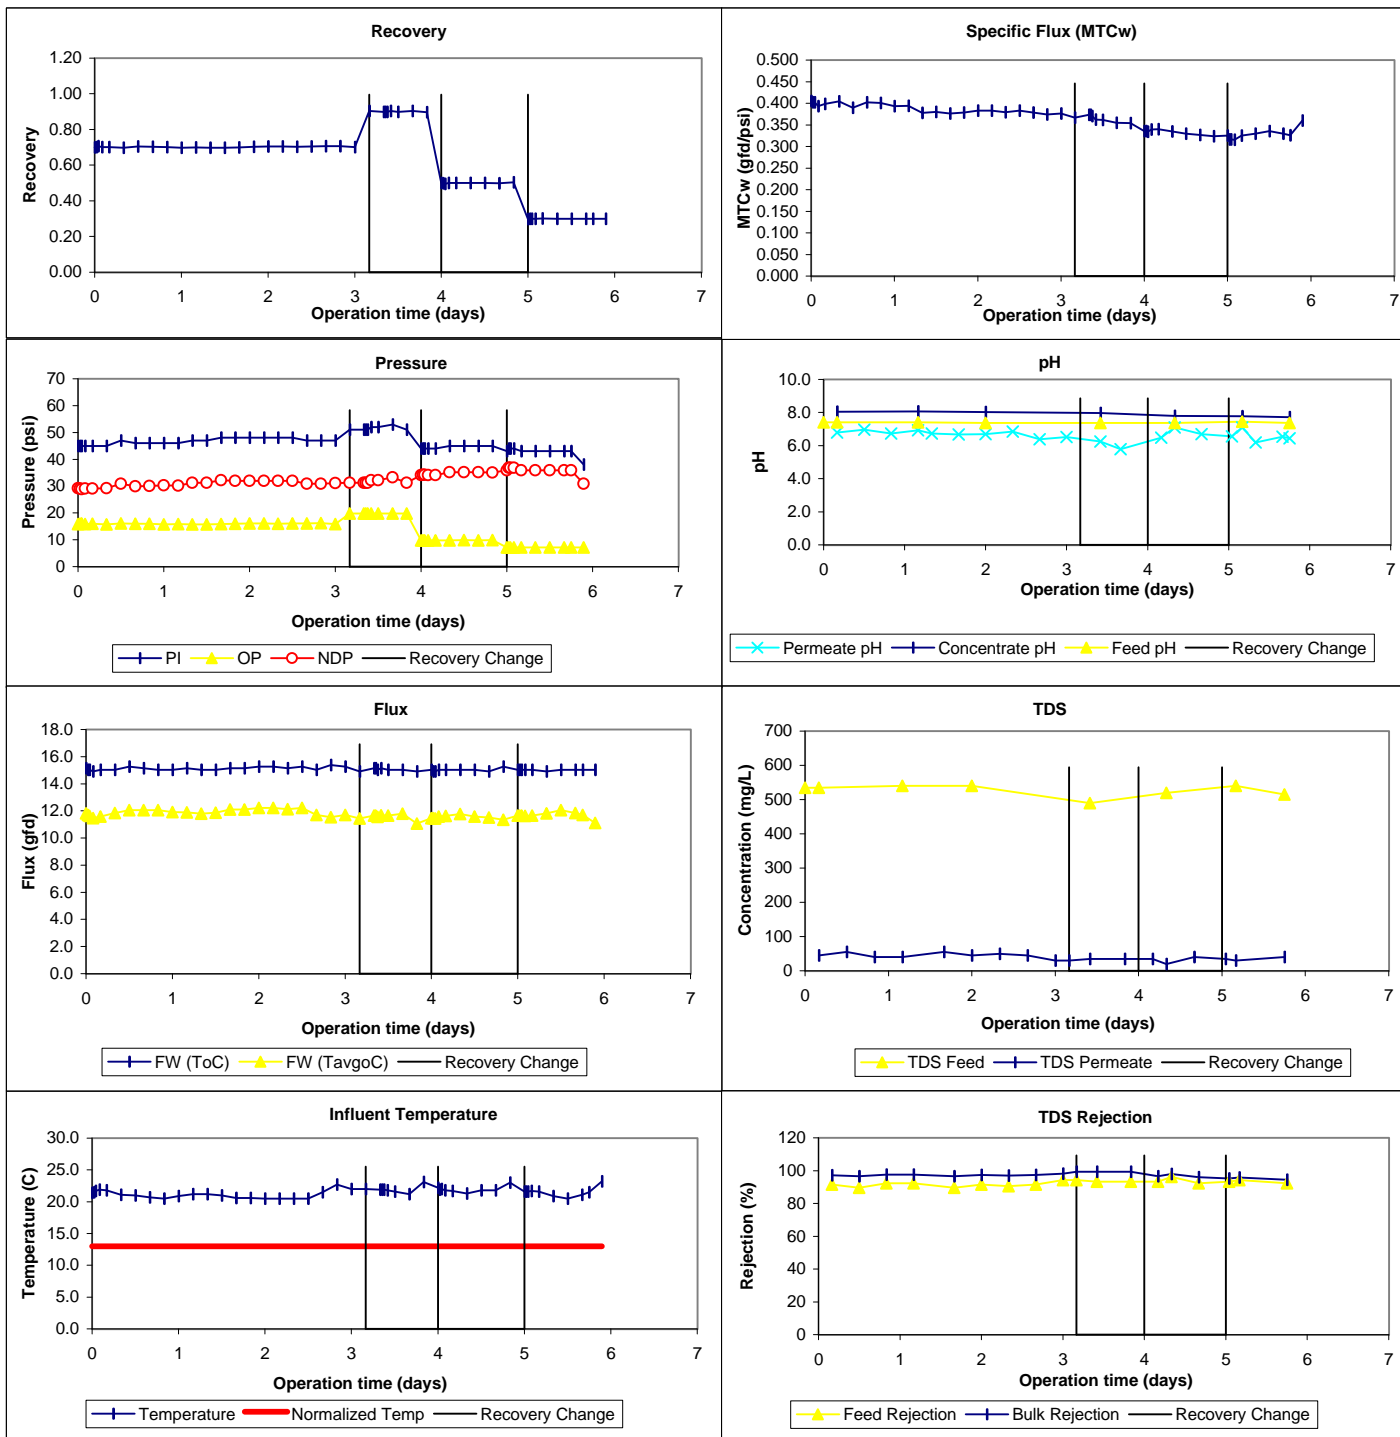 Recovery
1.20
1.00
0.80
0.60
0.40
0.20
0.00
Recovery
0 1 2 3 4 5 6 7
Operation time (days)
Specific Flux (MTCw)
0.500
0.450
0.400
0.350
0.300
0.250
0.200
0.150
0.100
0.050
0.000
MTCw (gfd/psi)
0 1 2 3 4 5 6 7
Operation time (days)
Pressure
70
60
50
40
30
20
10
0
Pressure (psi)
0 1 2 3 4 5 6 7
Operation time (days)
PI OP NDP Recovery Change
pH
10.0
8.0
6.0
4.0
2.0
0.0
pH
0 1 2 3 4 5 6 7
Operation time (days)
Permeate pH Concentrate pH Feed pH Recovery Change
Flux
18.0
16.0
14.0
12.0
10.0
8.0
6.0
4.0
2.0
0.0
Flux (gfd)
0 1 2 3 4 5 6 7
Operation time (days)
FW (ToC) FW (TavgoC) Recovery Change
TDS
700
600
500
400
300
200
100
0
Concentration (mg/L)
0 1 2 3 4 5 6 7
Operation time (days)
TDS Feed TDS Permeate Recovery Change
Influent Temperature
30.0
25.0
20.0
15.0
10.0
5.0
0.0
Temperature (C)
0 1 2 3 4 5 6 7
Operation time (days)
Temperature Normalized Temp Recovery Change
TDS Rejection
120
100
80
60
40
20
0
Rejection (%)
0 1 2 3 4 5 6 7
Operation time (days)
Feed Rejection Bulk Rejection Recovery Change